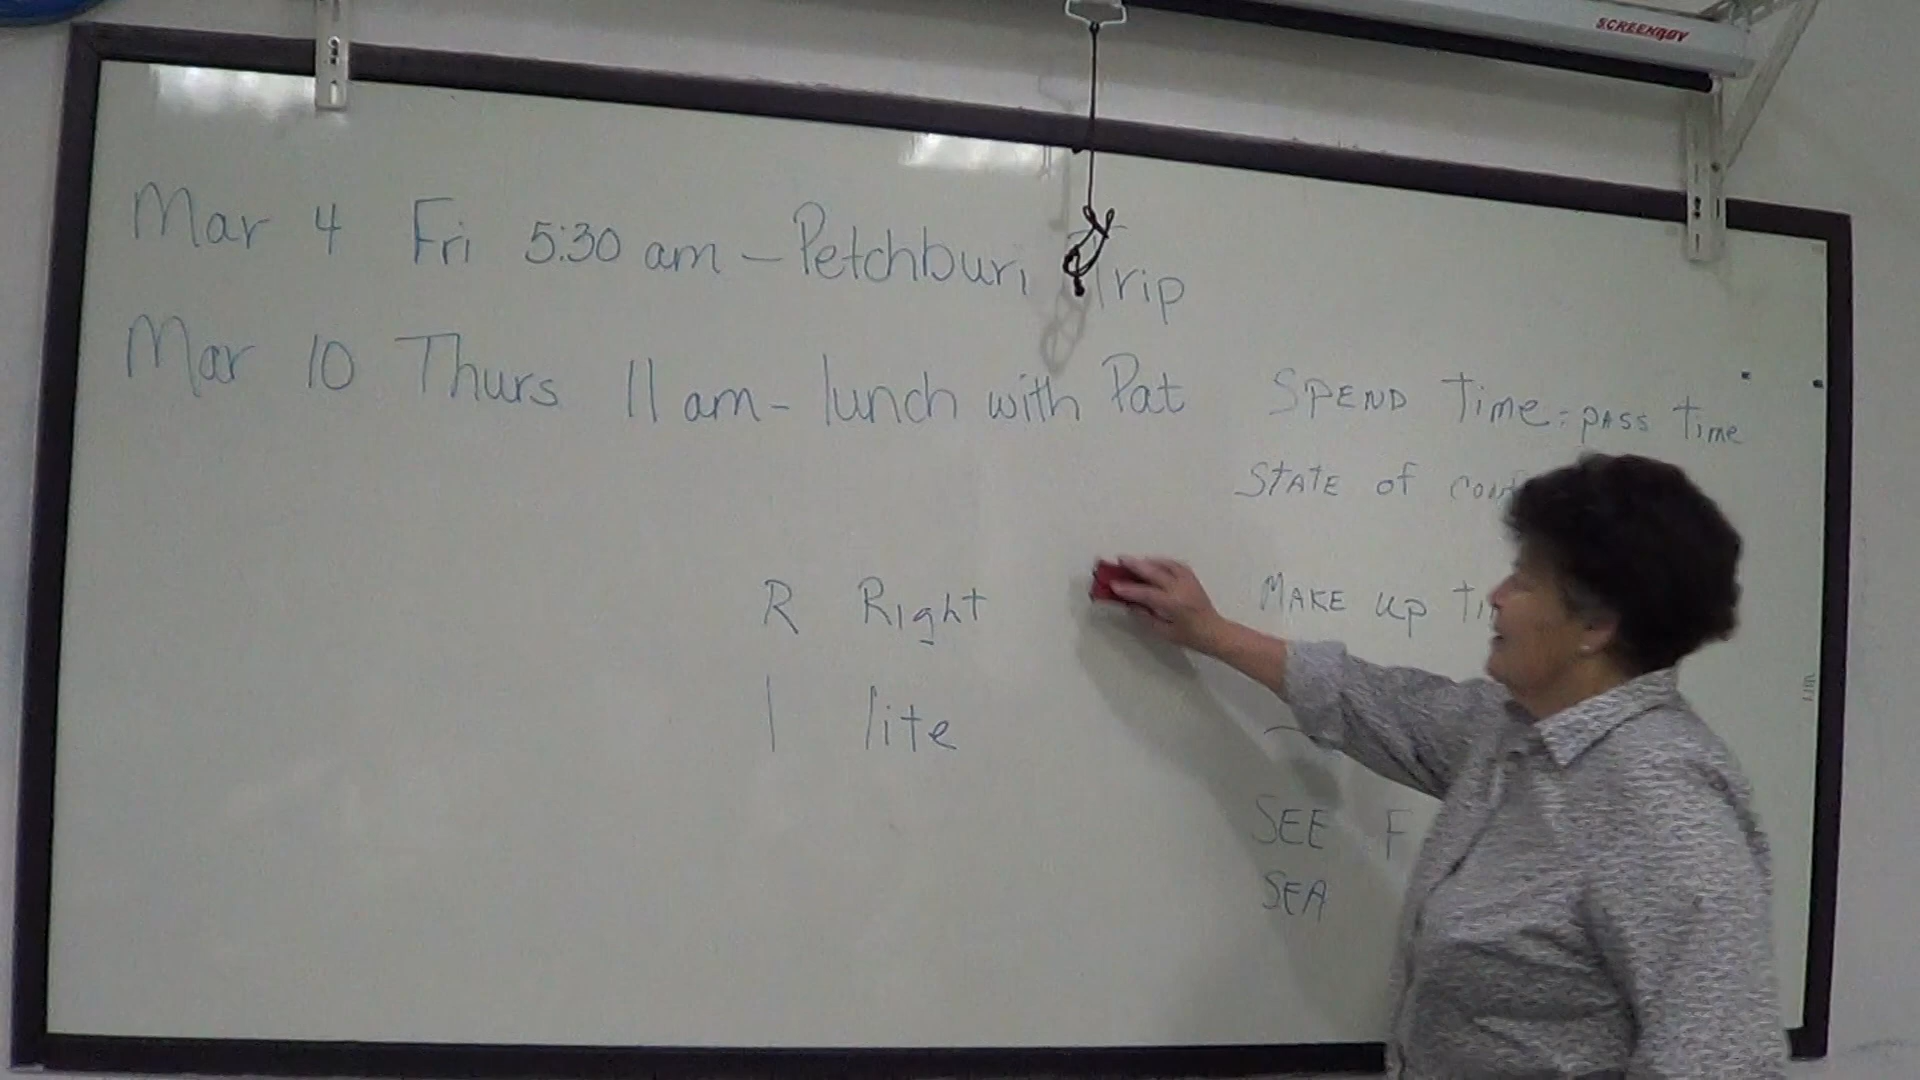 SCREENBOY
Mar 4 Fri 5:30 am – Petchburi Trip
Mar 10 Thurs 11 am – lunch with Pat
SPEND Time = PASS Time
STATE of
MAKE up
R Right
l lite
SEE F
SEA